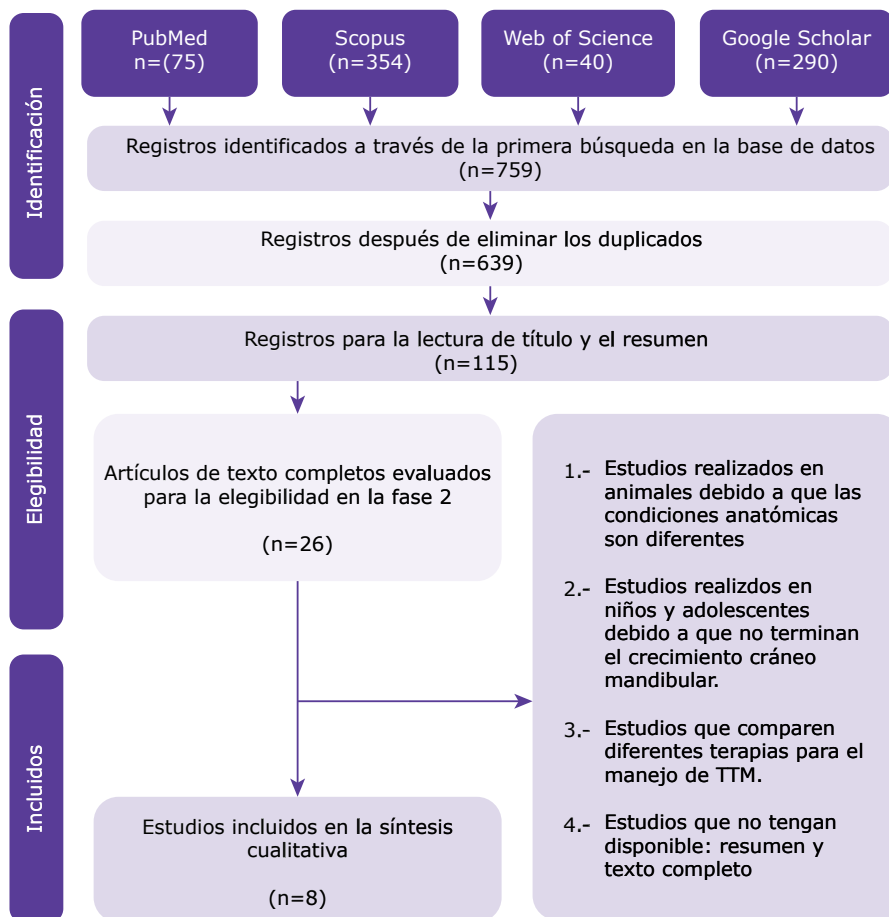 Identificación
PubMed
n=(75)
Scopus
(n=354)
Web of Science
(n=40)
Google Scholar
(n=290)
Registros identificados a través de la primera búsqueda en la base de datos
(n=759)
Registros después de eliminar los duplicados
(n=639)
Elegibilidad
Registros para la lectura de título y el resumen
(n=115)
Artículos de texto completos evaluados
para la elegibilidad en la fase 2
(n=26)
1.- Estudios realizados en
animales debido a que las
condiciones anatómicas
son diferentes
2.- Estudios realizdos en
niños y adolescentes
debido a que no terminan
el crecimiento cráneo
mandibular.
3.- Estudios que comparen
diferentes terapias para el
manejo de TTM.
4.- Estudios que no tengan
disponible: resumen y
texto completo
Incluidos
Estudios incluidos en la síntesis
cualitativa
(n=8)